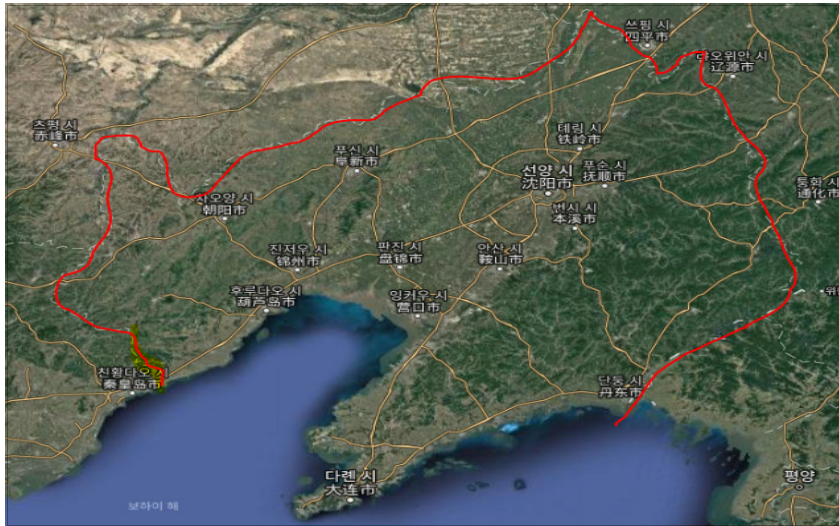 쓰핑 시
四平市
랴오위안 시
辽源市
츠펑 시
赤峰市
톄링 시
铁岭市
푸신 시
阜新市
선양 시
沈阳市
푸순 시
抚顺市
퉁화 시
通化市
차오양 시
朝阳市
번시 시
本溪市
진저우 시
锦州市
판진 시
盘锦市
안산 시
鞍山市
후루다오 시
葫芦岛市
잉커우 시
营口市
친황다오 시
秦皇岛市
단둥 시
丹东市
다롄 시
大连市
평양
보하이 해